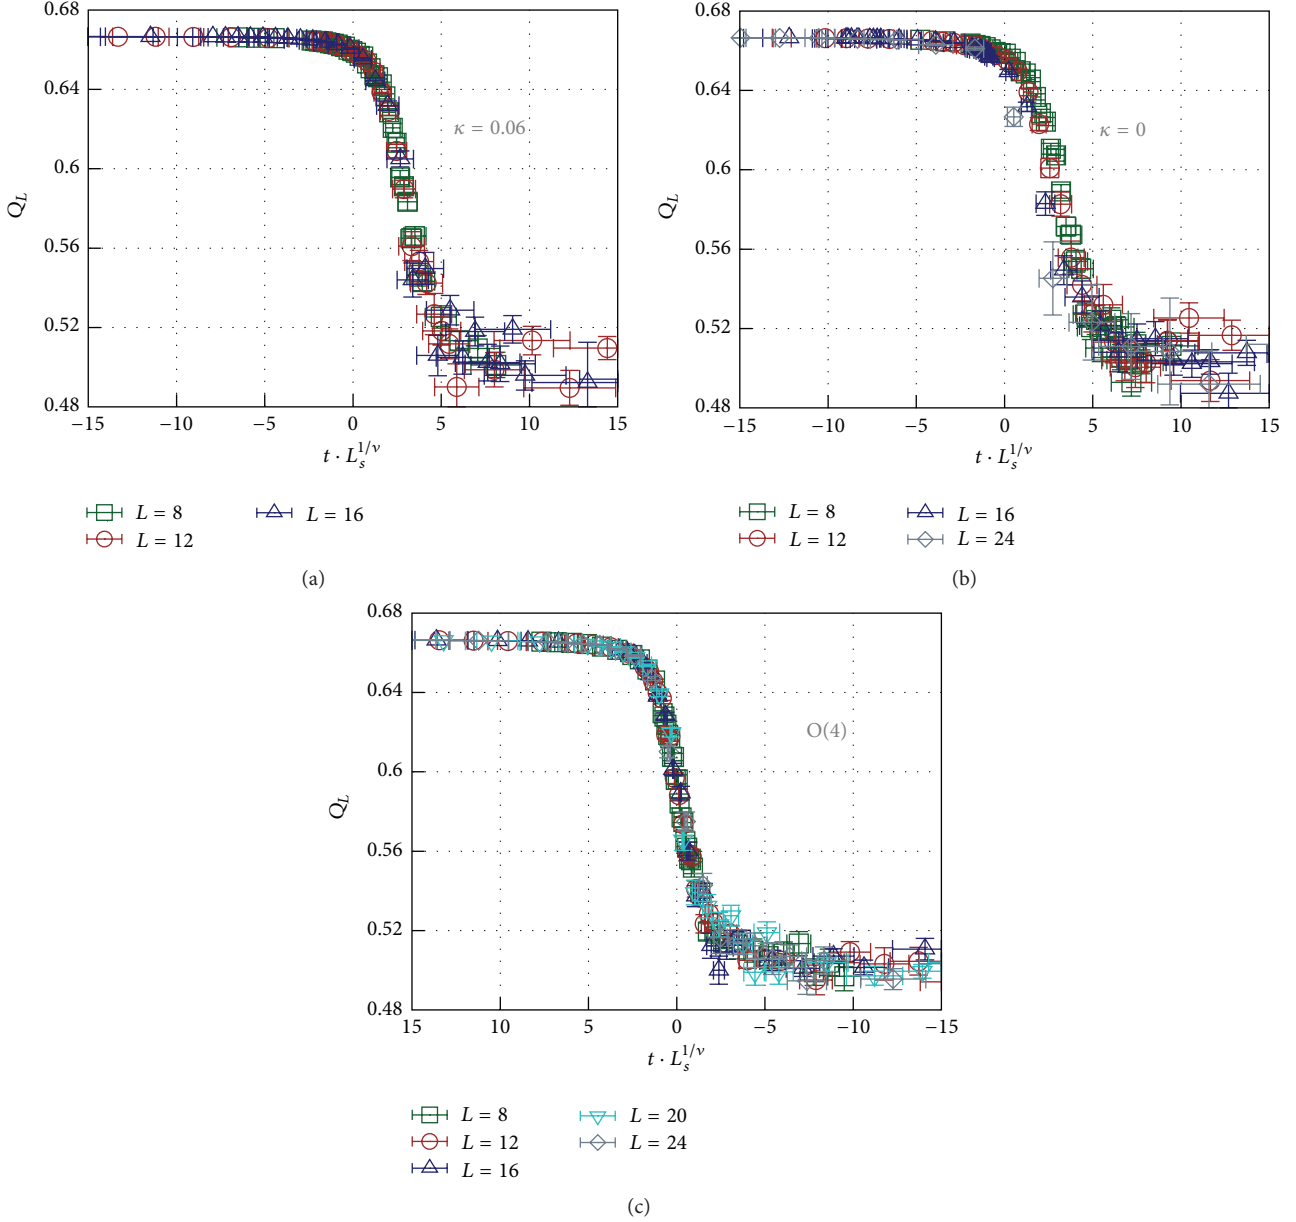 0.68
0.64
0.6
0.56
0.52
0.48
Q_L
κ = 0.06
−15 −10 −5 0 5 10 15
t · L_s^{1/ν}
L = 8
L = 12
L = 16
(a)
0.68
0.64
0.6
0.56
0.52
0.48
Q_L
κ = 0
−15 −10 −5 0 5 10 15
t · L_s^{1/ν}
L = 8
L = 12
L = 16
L = 24
(b)
0.68
0.64
0.6
0.56
0.52
0.48
Q_L
O(4)
15 10 5 0 −5 −10 −15
t · L_s^{1/ν}
L = 8
L = 12
L = 16
L = 20
L = 24
(c)